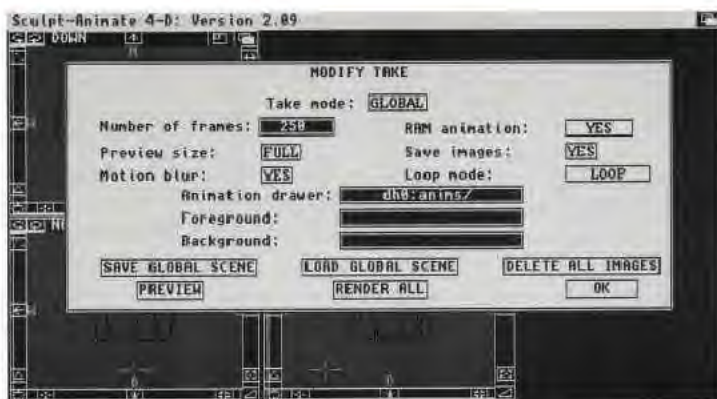 Sculpt-Animate 4-D: Version 2.09
DOWN
N
MODIFY TAKE
Take mode: GLOBAL
Number of frames: 250
RAM animation: YES
Preview size: FULL
Save images: YES
Motion blur: YES
Loop mode: LOOP
Animation drawer: dh0:anims/
Foreground:
Background:
SAVE GLOBAL SCENE
LOAD GLOBAL SCENE
DELETE ALL IMAGES
PREVIEW
RENDER ALL
OK